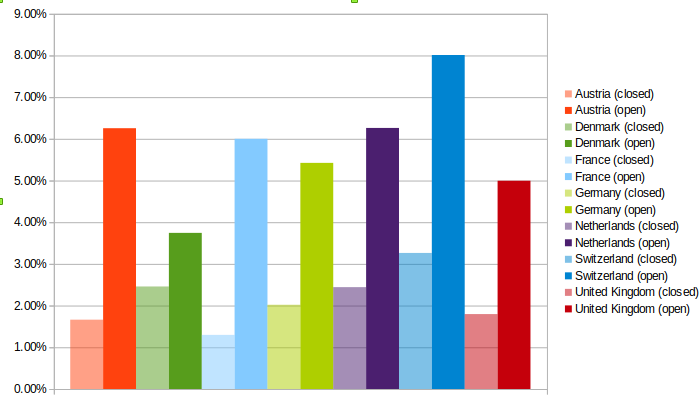 9.00%
8.00%
7.00%
6.00%
5.00%
4.00%
3.00%
2.00%
1.00%
0.00%
Austria (closed)
Austria (open)
Denmark (closed)
Denmark (open)
France (closed)
France (open)
Germany (closed)
Germany (open)
Netherlands (closed)
Netherlands (open)
Switzerland (closed)
Switzerland (open)
United Kingdom (closed)
United Kingdom (open)